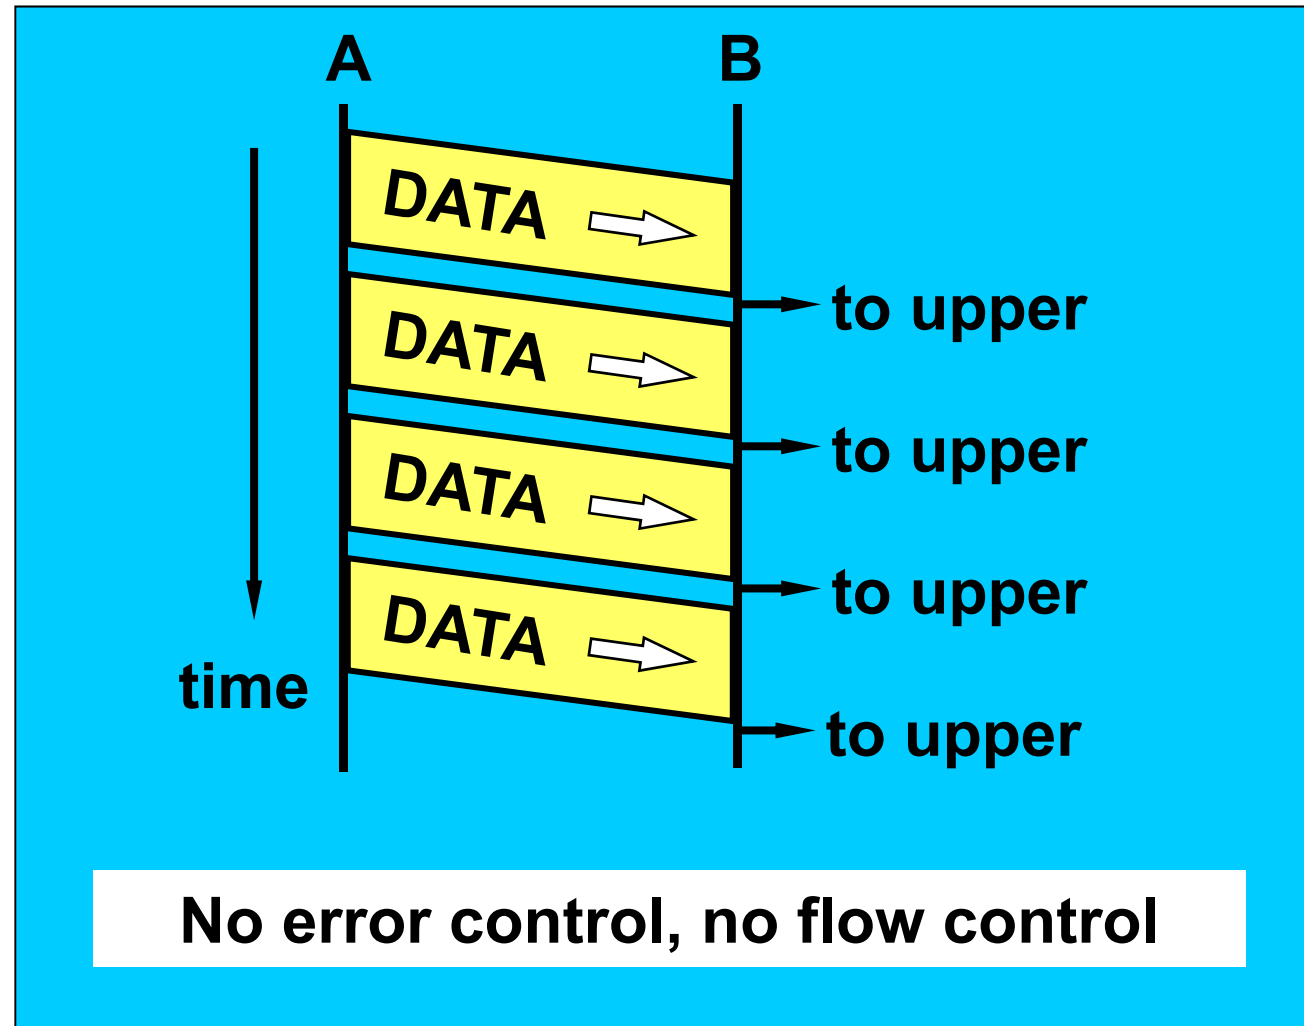 A B
DATA
to upper
DATA
to upper
DATA
to upper
DATA
time
to upper
No error control, no flow control